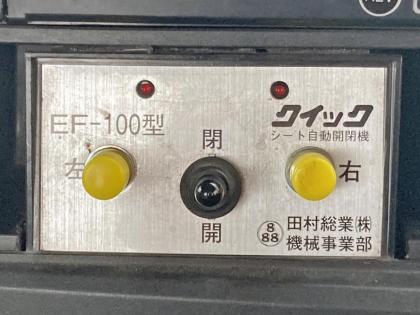 EF-100型
クイック
シート自動開閉機
左
閉
右
開
8/88
田村総業㈱
機械事業部